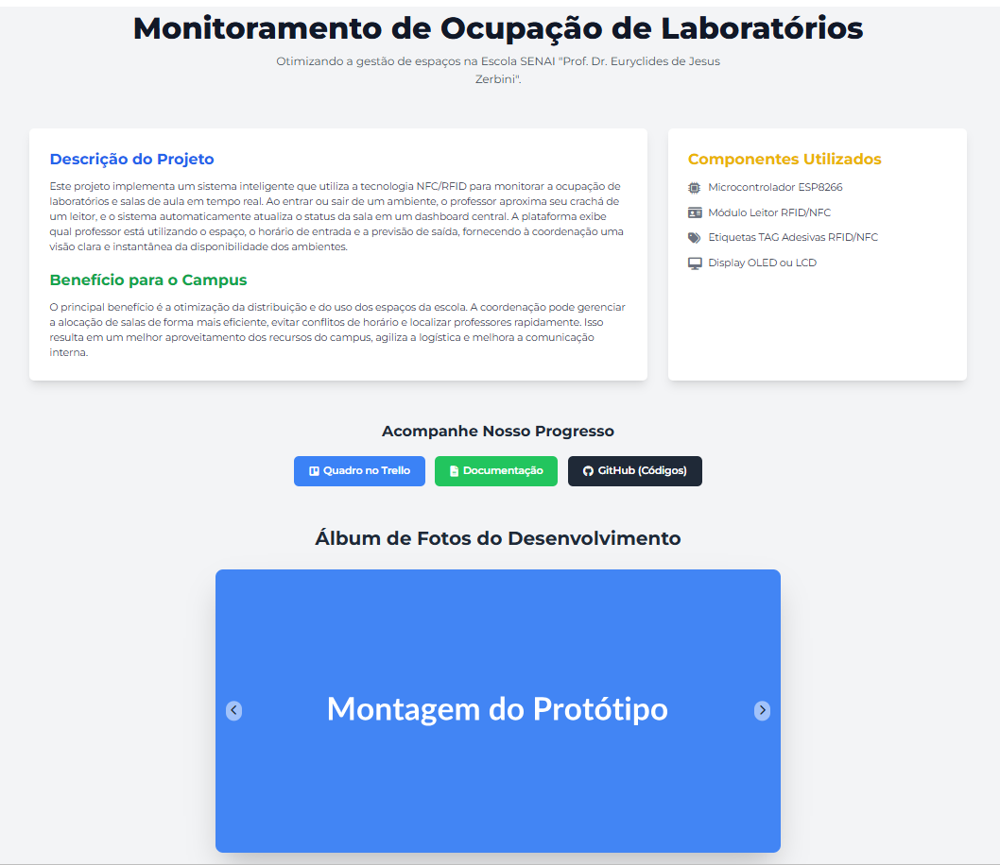 Monitoramento de Ocupação de Laboratórios
Otimizando a gestão de espaços na Escola SENAI "Prof. Dr. Euryclides de Jesus
Zerbini".
Descrição do Projeto
Este projeto implementa um sistema inteligente que utiliza a tecnologia NFC/RFID para monitorar a ocupação de
laboratórios e salas de aula em tempo real. Ao entrar ou sair de um ambiente, o professor aproxima seu crachá de
um leitor, e o sistema automaticamente atualiza o status da sala em um dashboard central. A plataforma exibe
qual professor está utilizando o espaço, o horário de entrada e a previsão de saída, fornecendo à coordenação uma
visão clara e instantânea da disponibilidade dos ambientes.
Benefício para o Campus
O principal benefício é a otimização da distribuição e do uso dos espaços da escola. A coordenação pode gerenciar
a alocação de salas de forma mais eficiente, evitar conflitos de horário e localizar professores rapidamente. Isso
resulta em um melhor aproveitamento dos recursos do campus, agiliza a logística e melhora a comunicação
interna.
Componentes Utilizados
Microcontrolador ESP8266
Módulo Leitor RFID/NFC
Etiquetas TAG Adesivas RFID/NFC
Display OLED ou LCD
Acompanhe Nosso Progresso
Quadro no Trello
Documentação
GitHub (Códigos)
Álbum de Fotos do Desenvolvimento
Montagem do Protótipo